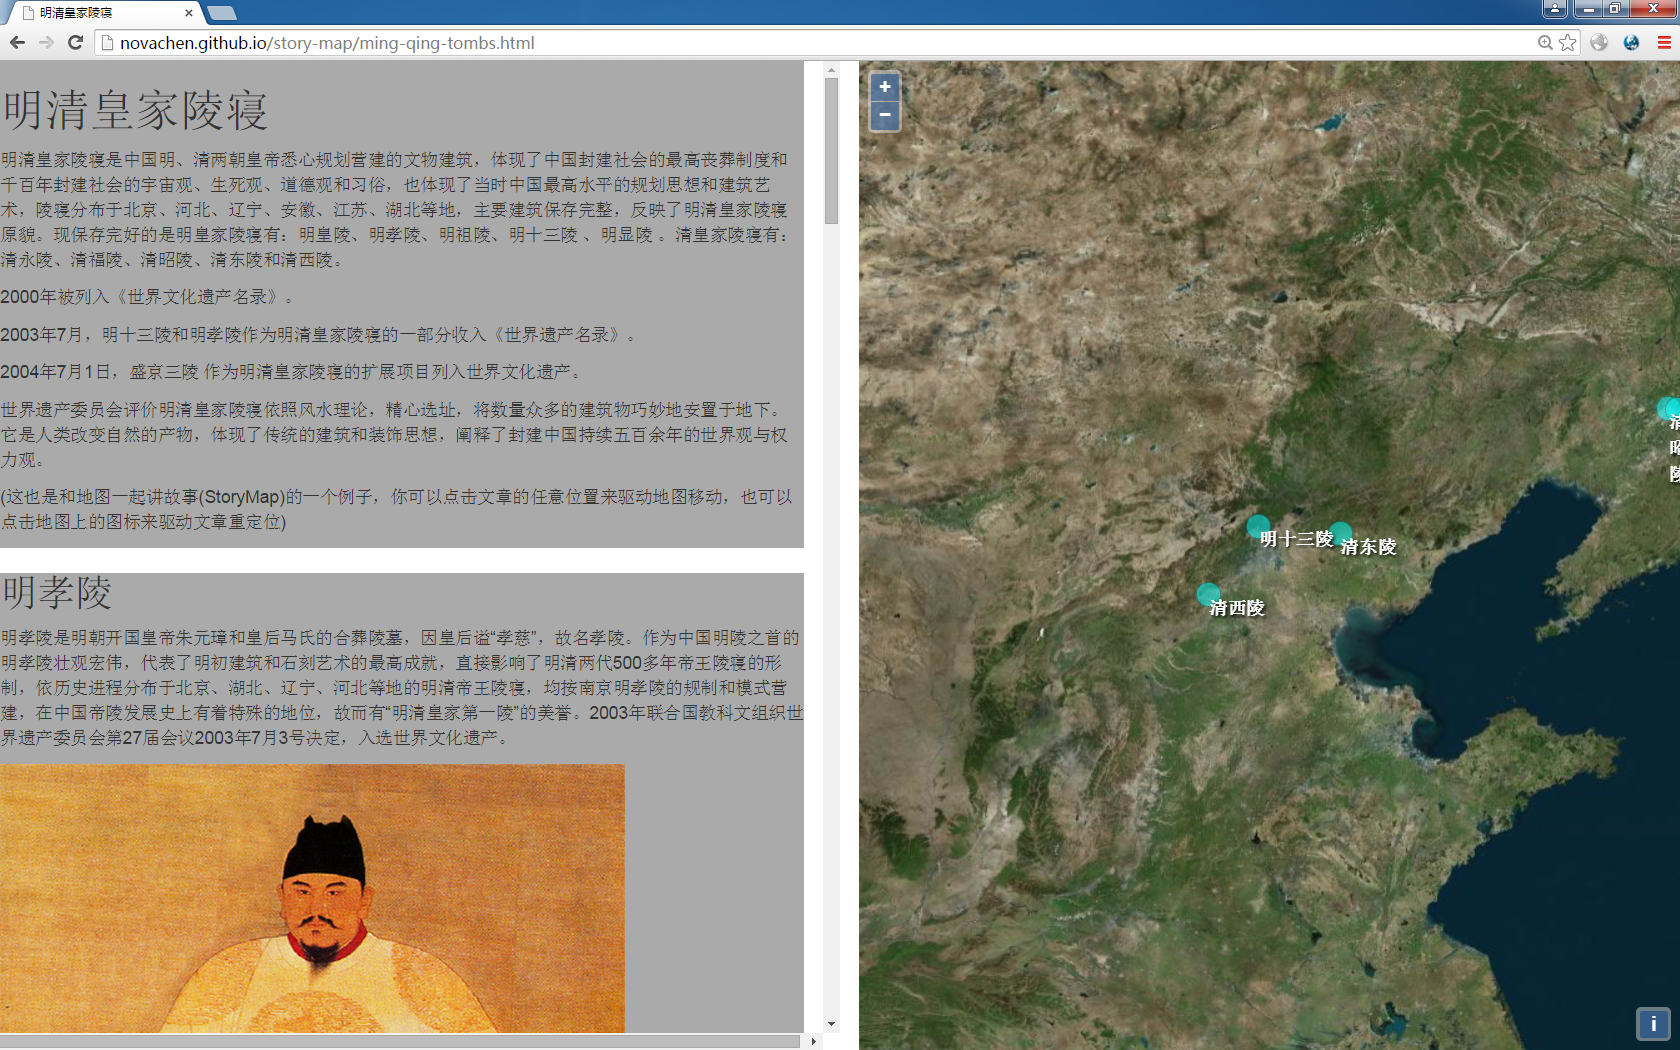 明清皇家陵寝
novachen.github.io/story-map/ming-qing-tombs.html
明清皇家陵寝
明清皇家陵寝是中国明、清两朝皇帝悉心规划营建的文物建筑，体现了中国封建社会的最高丧葬制度和
千百年封建社会的宇宙观、生死观、道德观和习俗，也体现了当时中国最高水平的规划思想和建筑艺
术，陵寝分布于北京、河北、辽宁、安徽、江苏、湖北等地，主要建筑保存完整，反映了明清皇家陵寝
原貌。现保存完好的是明皇家陵寝有：明皇陵、明孝陵、明祖陵、明十三陵 、明显陵 。清皇家陵寝有：
清永陵、清福陵、清昭陵、清东陵和清西陵。
2000年被列入《世界文化遗产名录》。
2003年7月，明十三陵和明孝陵作为明清皇家陵寝的一部分收入《世界遗产名录》。
2004年7月1日，盛京三陵 作为明清皇家陵寝的扩展项目列入世界文化遗产。
世界遗产委员会评价明清皇家陵寝依照风水理论，精心选址，将数量众多的建筑物巧妙地安置于地下。
它是人类改变自然的产物，体现了传统的建筑和装饰思想，阐释了封建中国持续五百余年的世界观与权
力观。
(这也是和地图一起讲故事(StoryMap)的一个例子，你可以点击文章的任意位置来驱动地图移动，也可以
点击地图上的图标来驱动文章重定位)
明孝陵
明孝陵是明朝开国皇帝朱元璋和皇后马氏的合葬陵墓，因皇后谥“孝慈”，故名孝陵。作为中国明陵之首的
明孝陵壮观宏伟，代表了明初建筑和石刻艺术的最高成就，直接影响了明清两代500多年帝王陵寝的形
制，依历史进程分布于北京、湖北、辽宁、河北等地的明清帝王陵寝，均按南京明孝陵的规制和模式营
建，在中国帝陵发展史上有着特殊的地位，故而有“明清皇家第一陵”的美誉。2003年联合国教科文组织世
界遗产委员会第27届会议2003年7月3号决定，入选世界文化遗产。
+
−
清
昭
陵
明十三陵
清东陵
清西陵
i